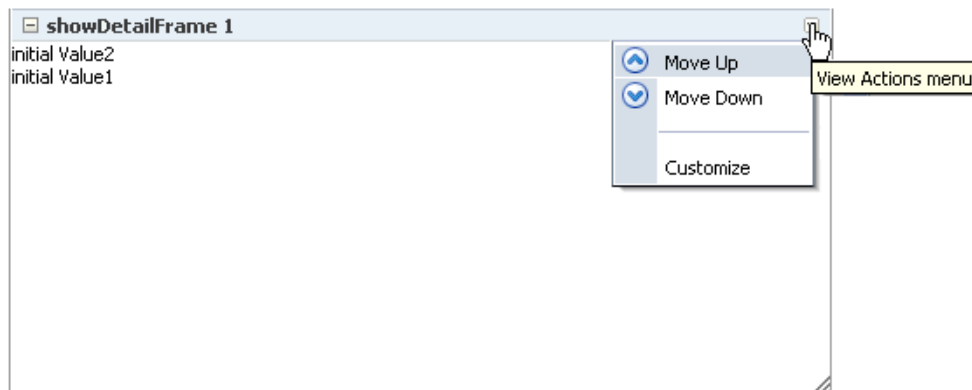 showDetailFrame 1
initial Value2
initial Value1
Move Up
View Actions menu
Move Down
Customize